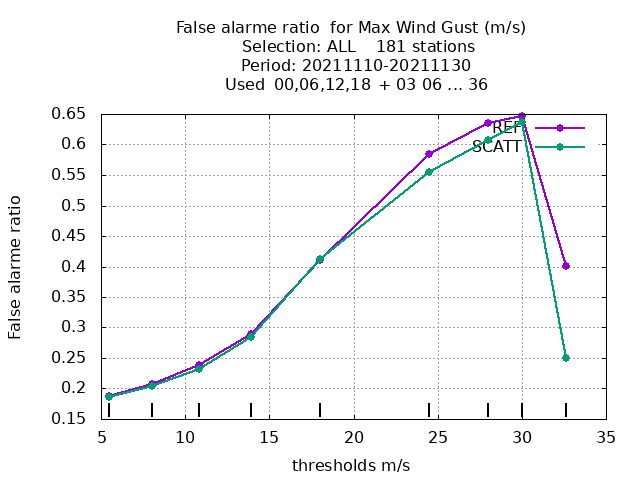 False alarme ratio  for Max Wind Gust (m/s)
Selection: ALL    181 stations
Period: 20211110-20211130
Used  00,06,12,18  + 03 06 ... 36
REF
SCATT
0.65
0.6
0.55
0.5
0.45
0.4
0.35
0.3
0.25
0.2
0.15
False alarme ratio
5 10 15 20 25 30 35
thresholds m/s